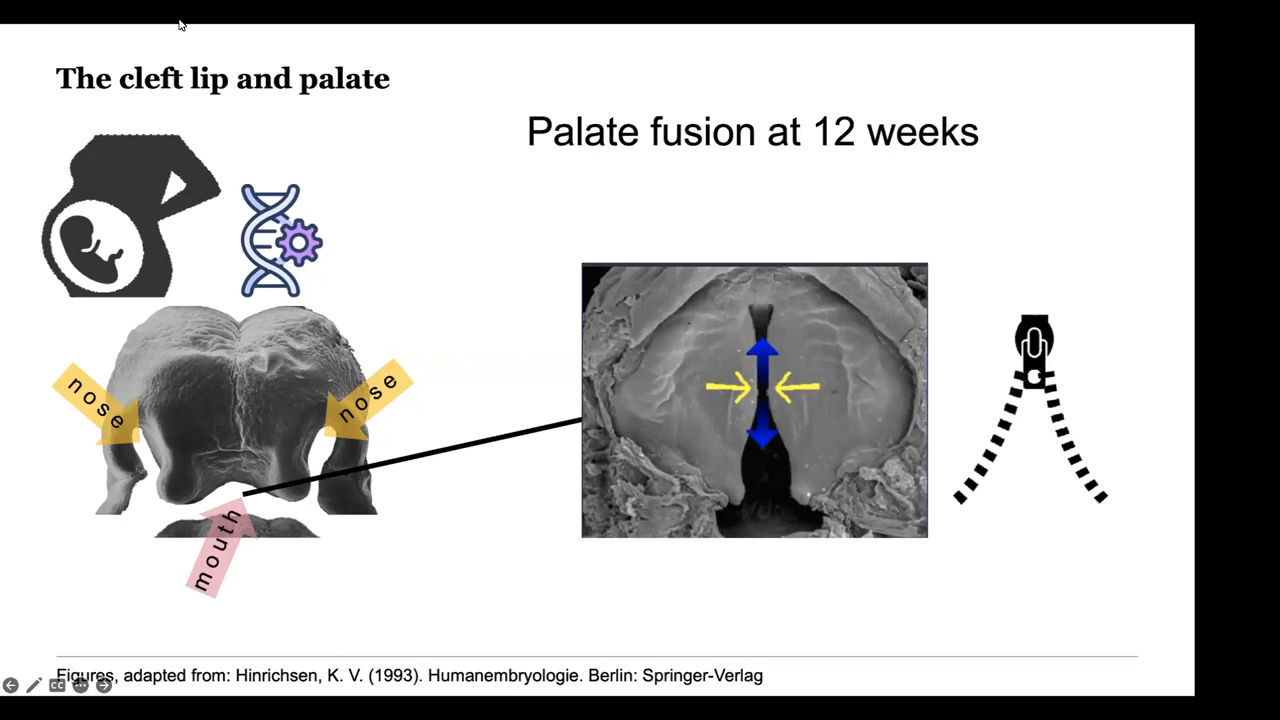 The cleft lip and palate
Palate fusion at 12 weeks
nose
nose
mouth
Figures, adapted from: Hinrichsen, K. V. (1993). Humanembryologie. Berlin: Springer-Verlag
CC